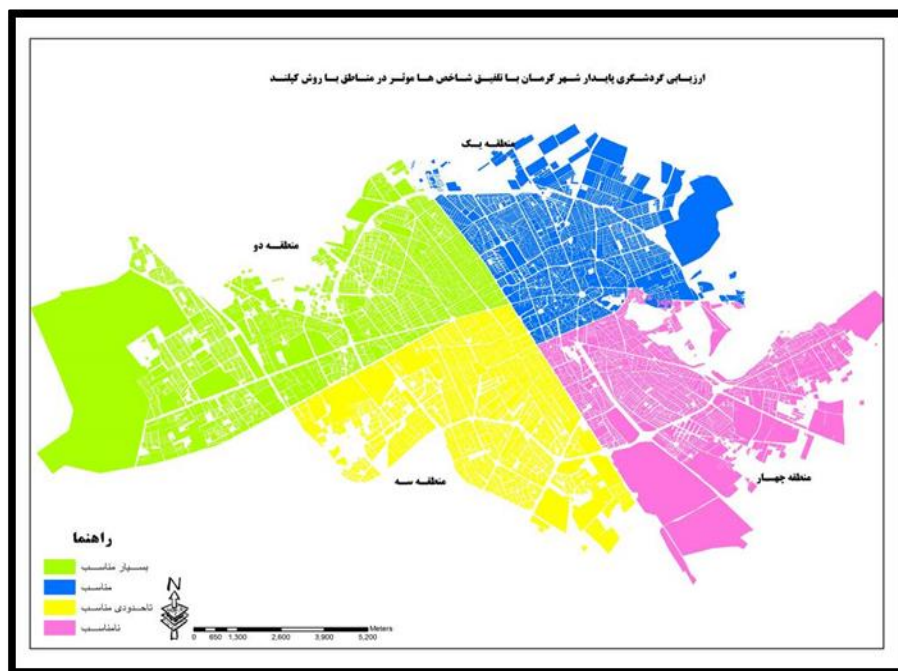 ارزیابی گردشگری پایدار شهر کرمان با تلفیق شاخص ها موثر در مناطق با روش کپلند
منطقه یک
منطقه دو
منطقه سه
منطقه چهار
راهنما
بسیار مناسب
مناسب
تاحدودی مناسب
نامناسب
N
Meters
0 650 1,300 2,600 3,900 5,200